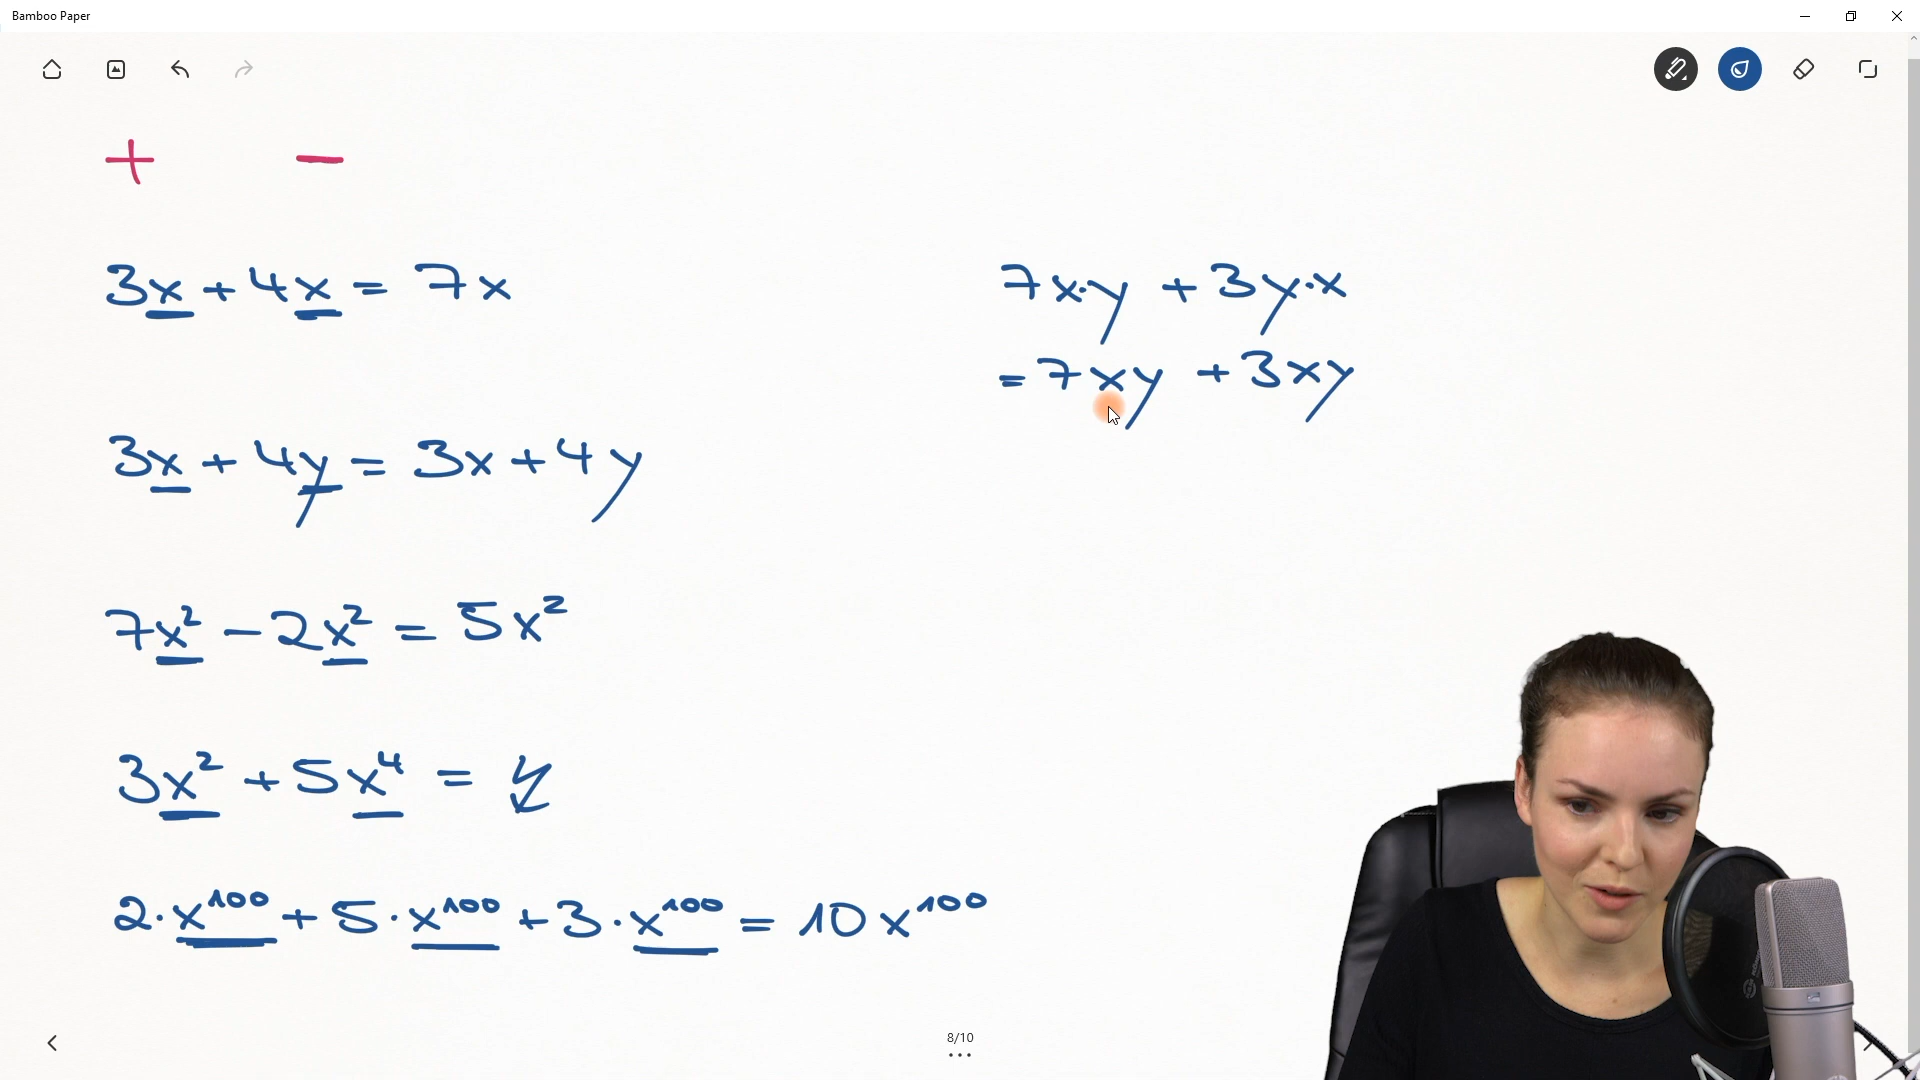 Bamboo Paper
+ −
3x + 4x = 7x
3x + 4y = 3x + 4y
7x² − 2x² = 5x²
3x² + 5x⁴ = ↯
2·x¹⁰⁰ + 5·x¹⁰⁰ + 3·x¹⁰⁰ = 10x¹⁰⁰
7x·y + 3y·x
= 7xy + 3xy
8/10